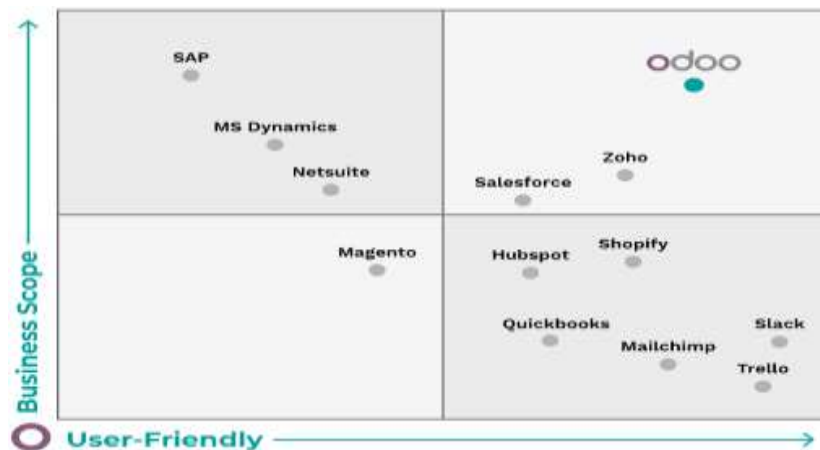 SAP
odoo
MS Dynamics
Zoho
Netsuite
Salesforce
Magento
Hubspot
Shopify
Quickbooks
Mailchimp
Slack
Trello
Business Scope
User-Friendly